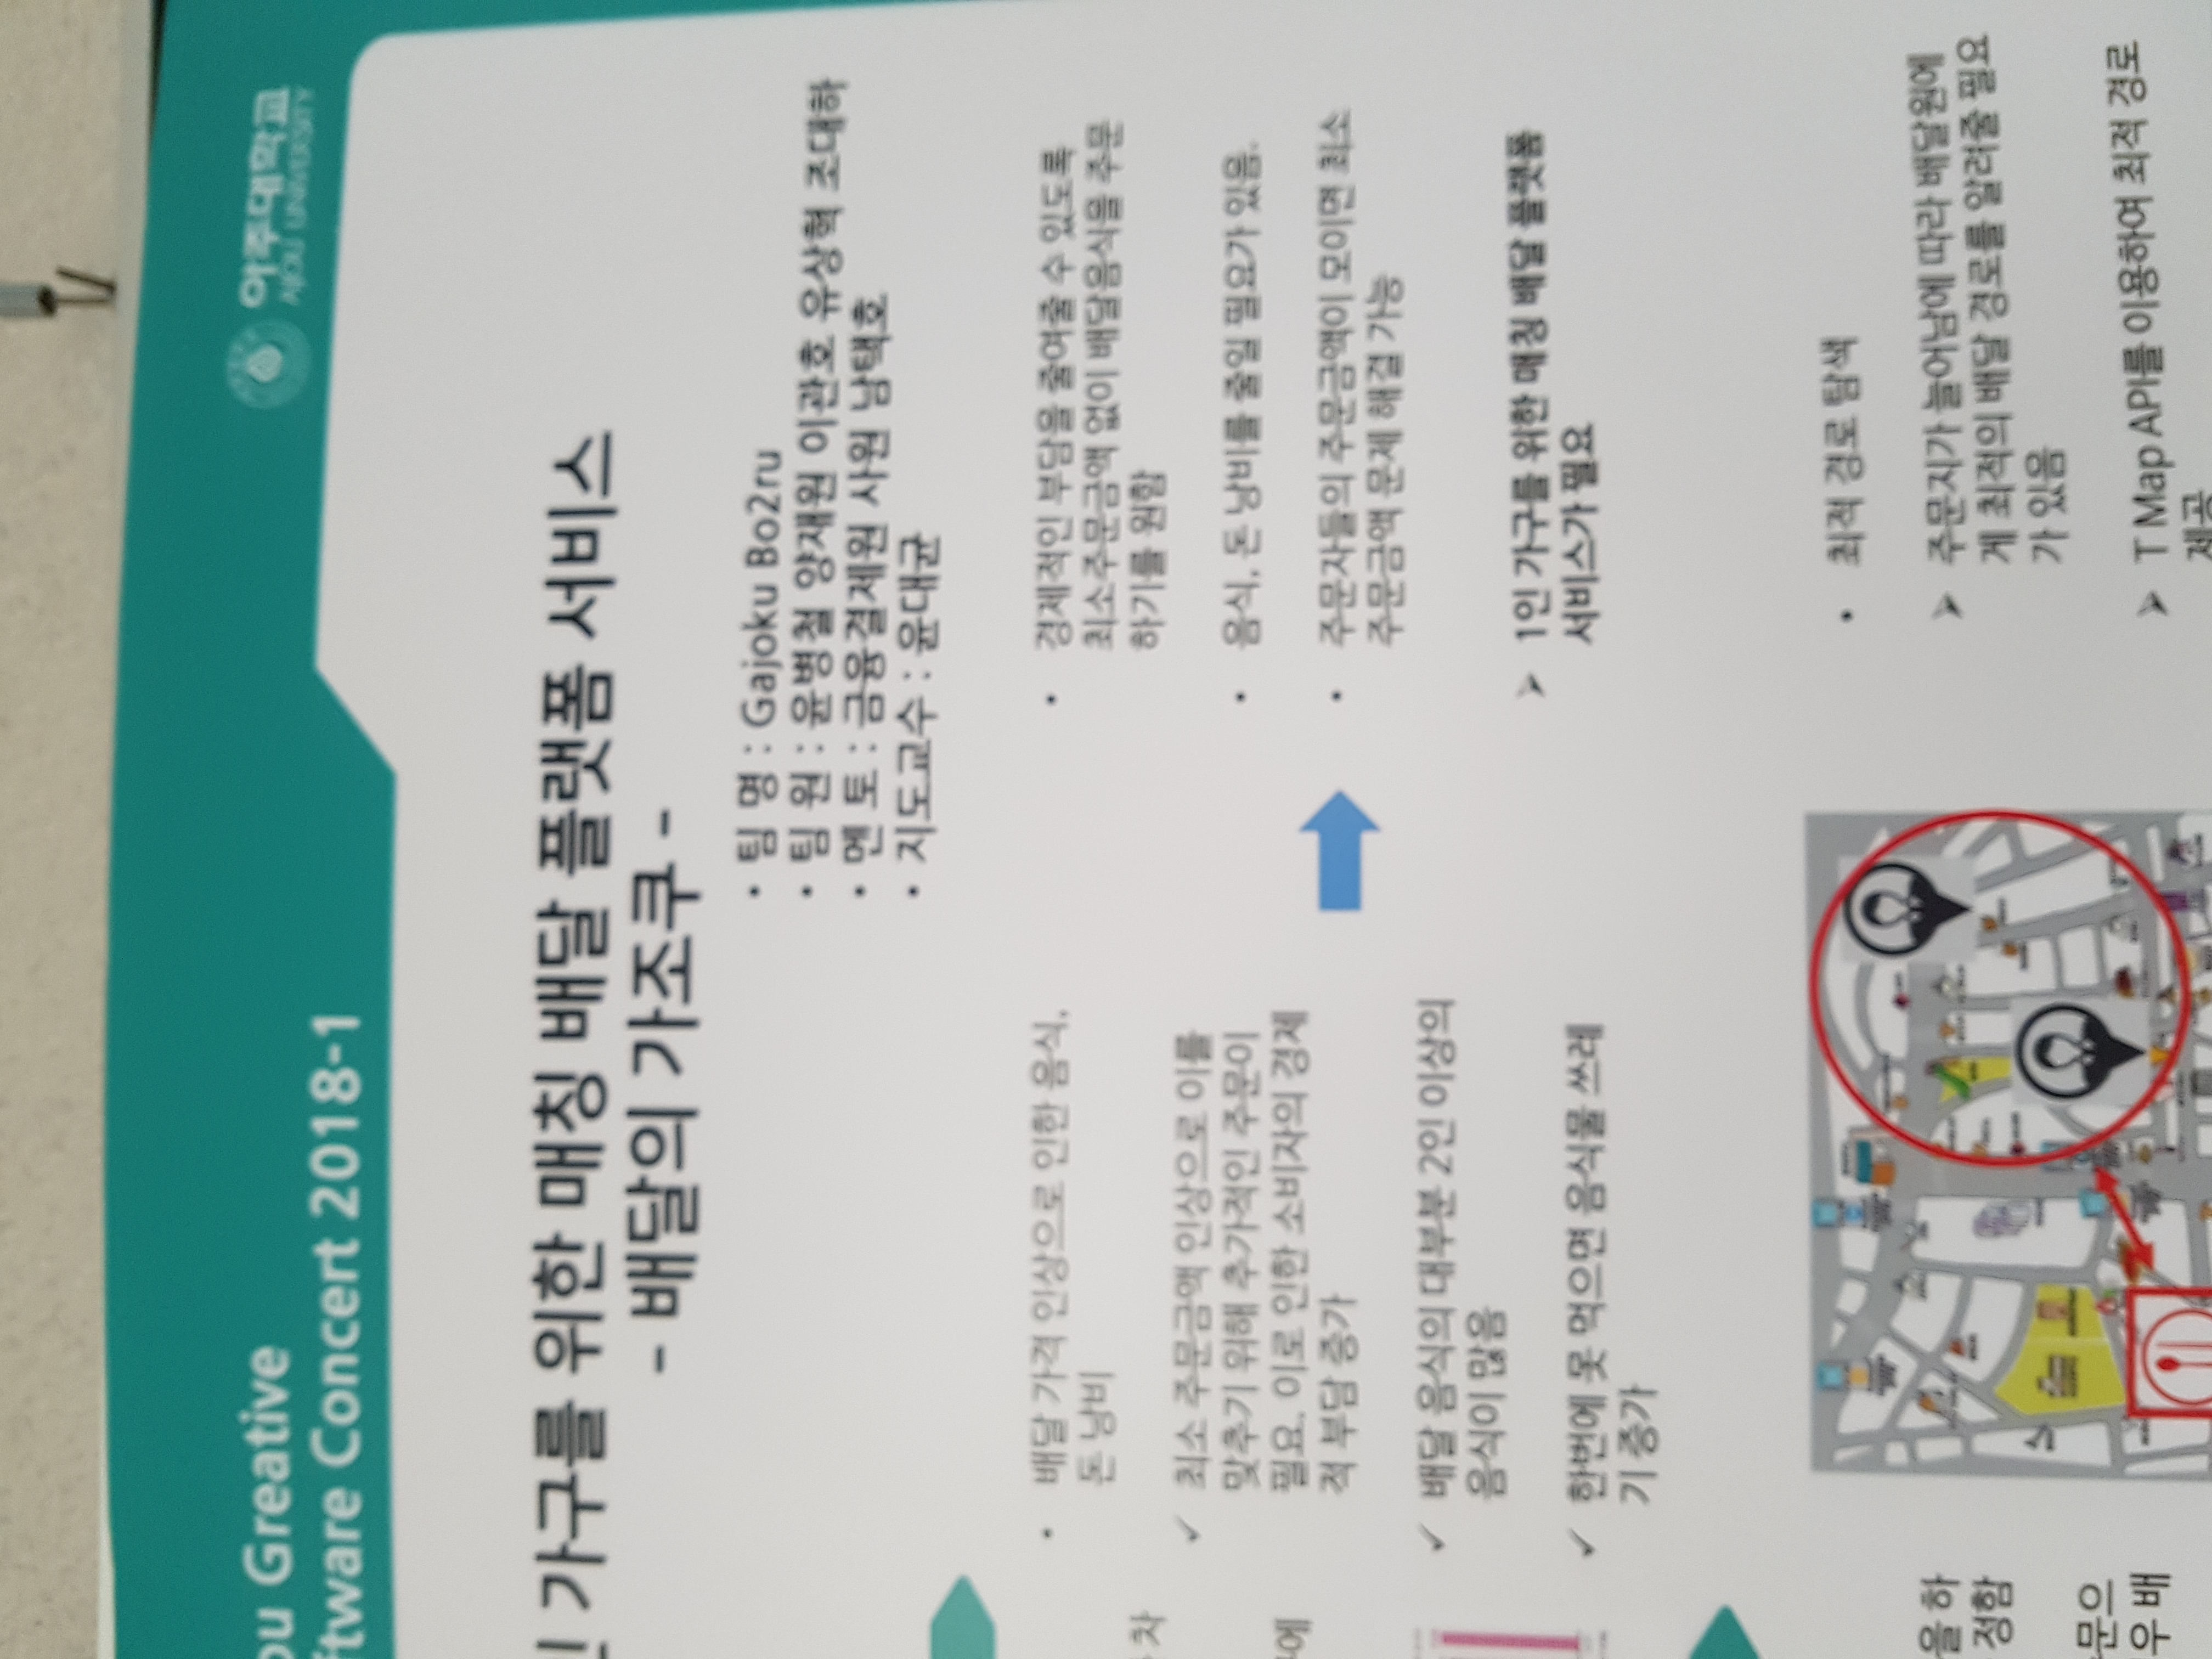 ou Greative
ftware Concert 2018-1
아주대학교
AJOU UNIVERSITY
인 가구를 위한 매칭 배달 플랫폼 서비스
- 배달의 가조쿠 -
• 팀 명 : Gajoku Bo2ru
• 팀 원 : 윤병철 양재원 이관호 유상혁 조대하
• 멘 토 : 금융결제원 사원 남택호
• 지도교수 : 윤대균
차
에
• 배달 가격 인상으로 인한 음식,
돈 낭비
✓ 최소 주문금액 인상으로 이를
맞추기 위해 추가적인 주문이
필요. 이로 인한 소비자의 경제
적 부담 증가
✓ 배달 음식의 대부분 2인 이상의
음식이 많음
✓ 한번에 못 먹으면 음식물 쓰레
기 증가
• 경제적인 부담을 줄여줄 수 있도록
최소주문금액 없이 배달음식을 주문
하기를 원함
• 음식, 돈 낭비를 줄일 필요가 있음.
• 주문자들의 주문금액이 모이면 최소
주문금액 문제 해결 가능
➢ 1인 가구를 위한 매칭 배달 플랫폼
서비스가 필요
을 하
정함
문으
우 배
• 최적 경로 탐색
➢ 주문지가 늘어남에 따라 배달원에
게 최적의 배달 경로를 알려줄 필요
가 있음
➢ T Map API를 이용하여 최적 경로
제공